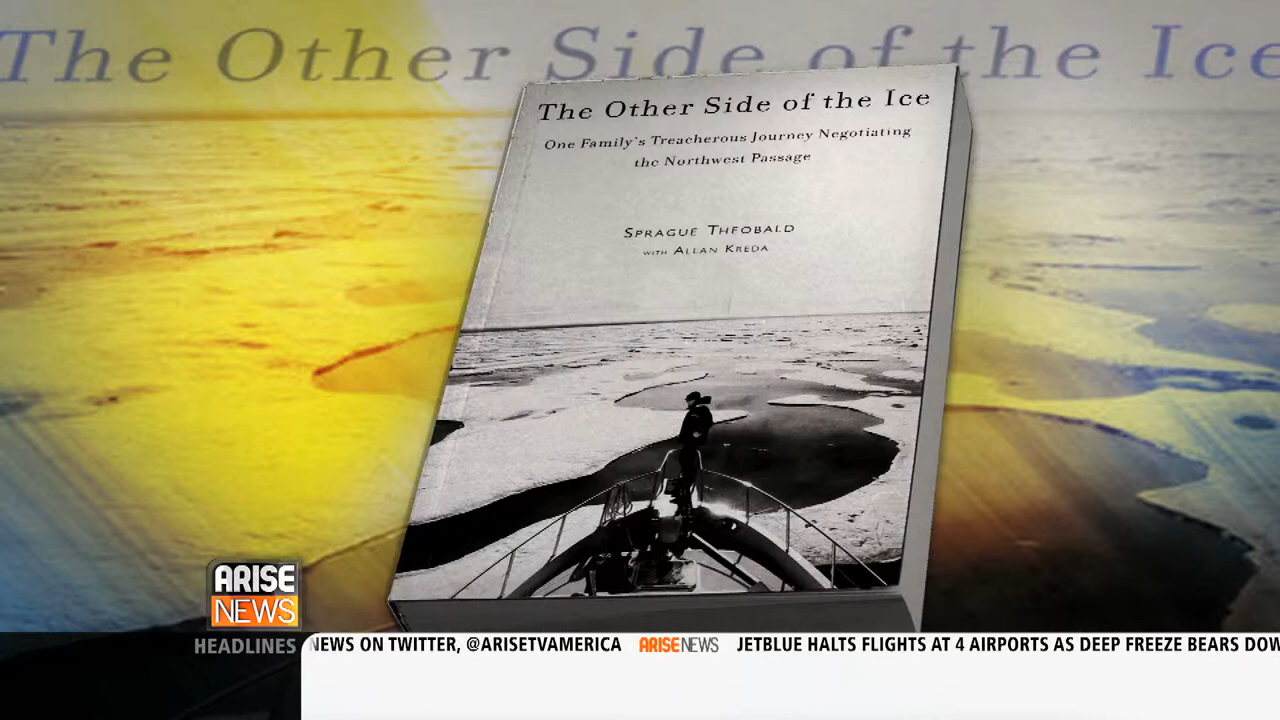 The Other Side of the Ice
The Other Side of the Ice
One Family's Treacherous Journey Negotiating
the Northwest Passage
SPRAGUE THEOBALD
WITH ALLAN KREDA
ARISE
NEWS
HEADLINES
NEWS ON TWITTER, @ARISETVAMERICA ARISENEWS JETBLUE HALTS FLIGHTS AT 4 AIRPORTS AS DEEP FREEZE BEARS